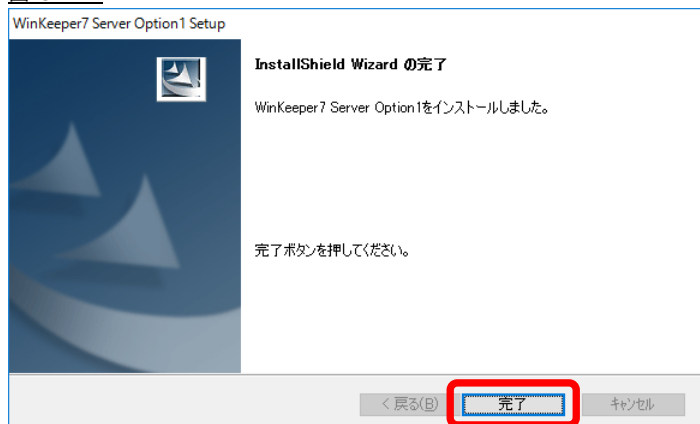 WinKeeper7 Server Option1 Setup
InstallShield Wizard の完了
WinKeeper7 Server Option1をインストールしました。
完了ボタンを押してください。
< 戻る(B)
完了
キャンセル